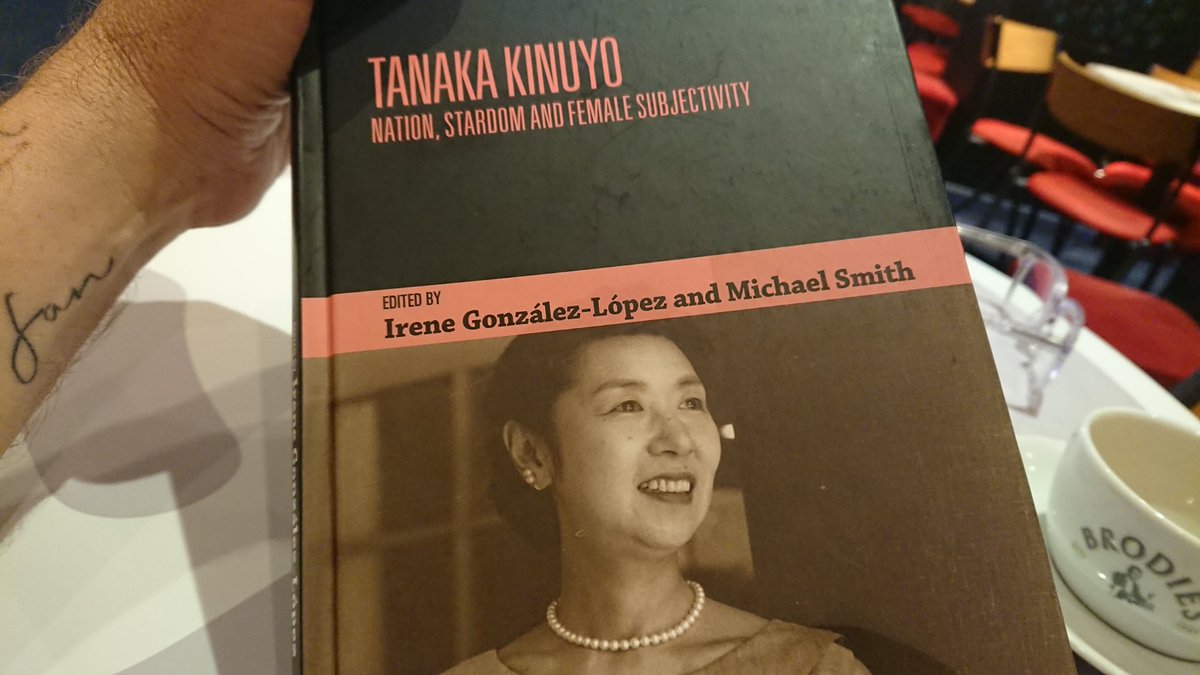 TANAKA KINUYO
NATION, STARDOM AND FEMALE SUBJECTIVITY
EDITED BY
Irene González-López and Michael Smith
BRODIES